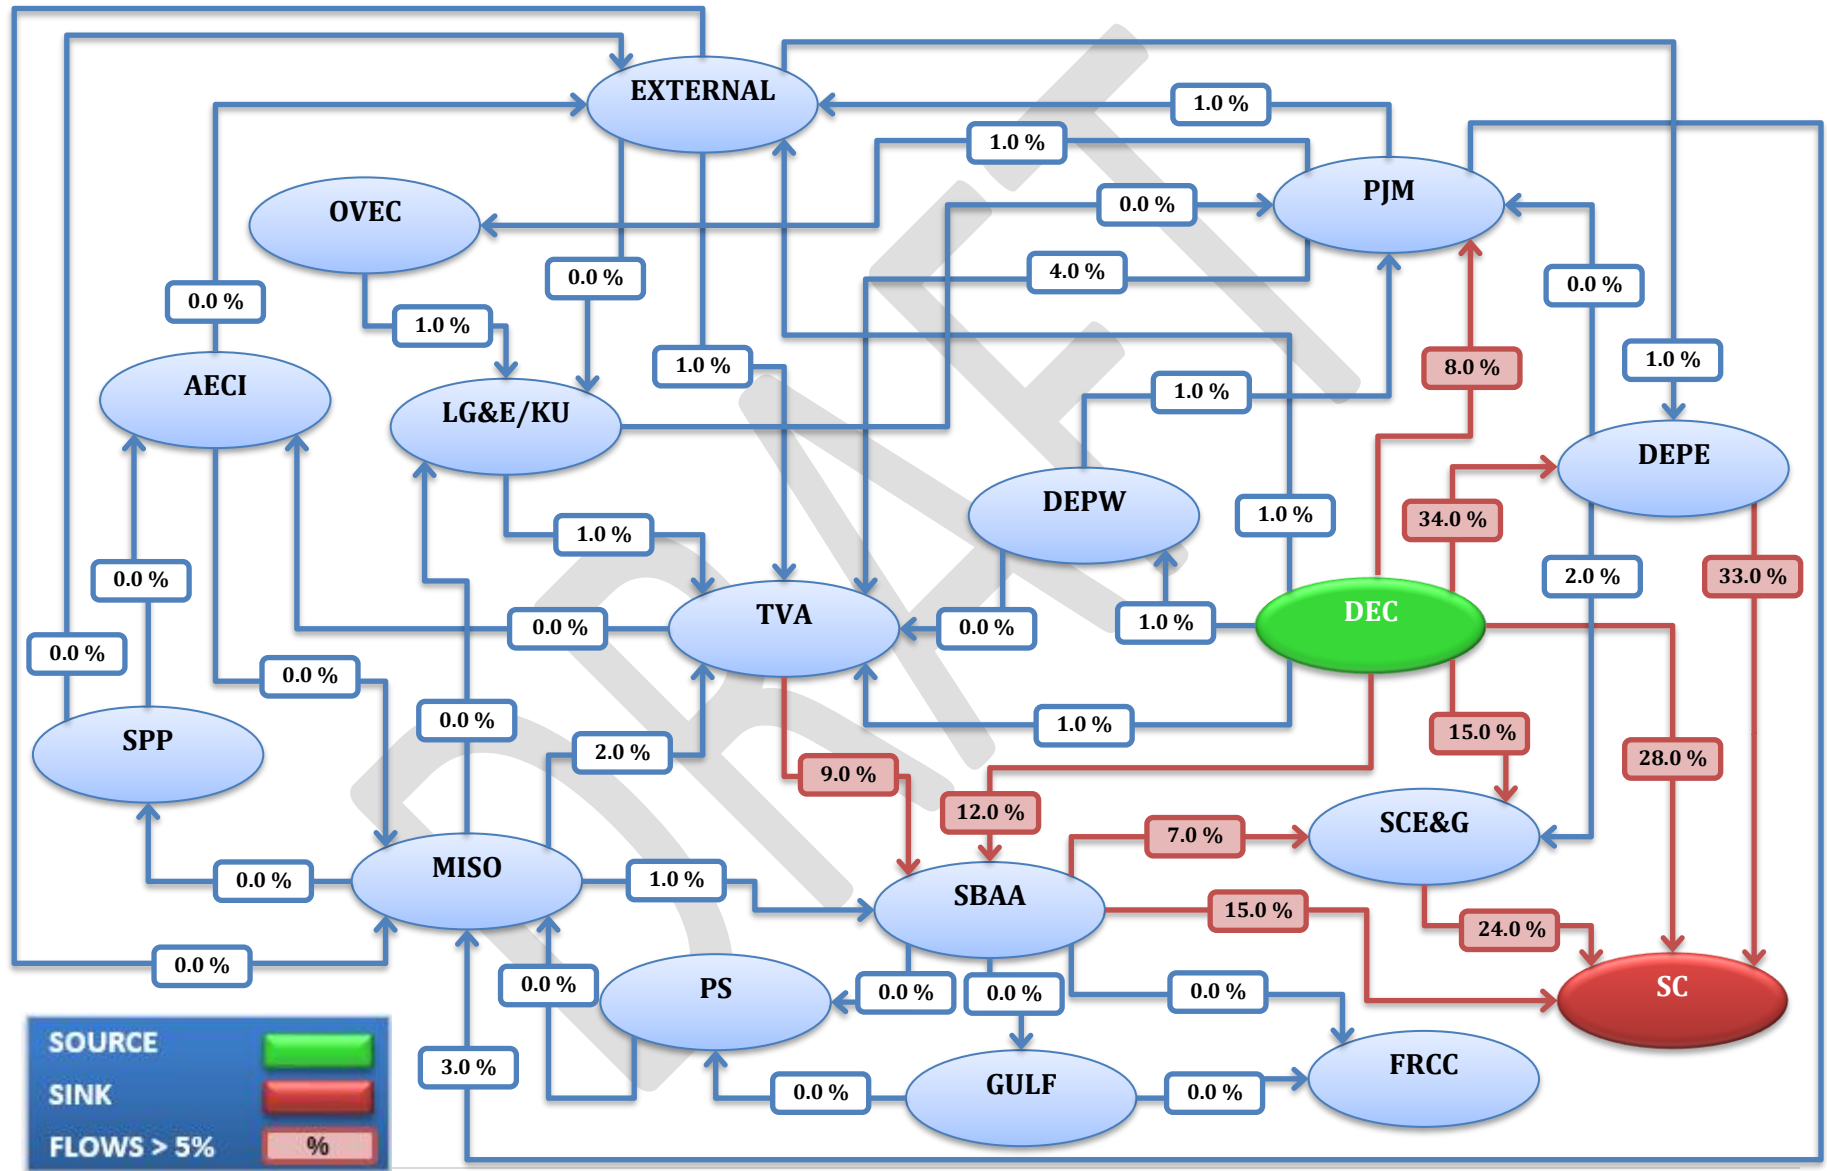 EXTERNAL
1.0 %
1.0 %
PJM
OVEC
0.0 %
4.0 %
0.0 %
0.0 %
0.0 %
1.0 %
1.0 %
1.0 %
8.0 %
AECI
LG&E/KU
1.0 %
DEPE
DEPW
1.0 %
34.0 %
1.0 %
0.0 %
2.0 %
33.0 %
TVA
DEC
0.0 %
0.0 %
1.0 %
0.0 %
0.0 %
0.0 %
1.0 %
15.0 %
SPP
2.0 %
28.0 %
9.0 %
12.0 %
SCE&G
7.0 %
MISO
0.0 %
1.0 %
SBAA
15.0 %
24.0 %
0.0 %
0.0 %
PS
0.0 %
0.0 %
0.0 %
SC
SOURCE
3.0 %
FRCC
GULF
SINK
0.0 %
0.0 %
FLOWS > 5%
%
DRAFT